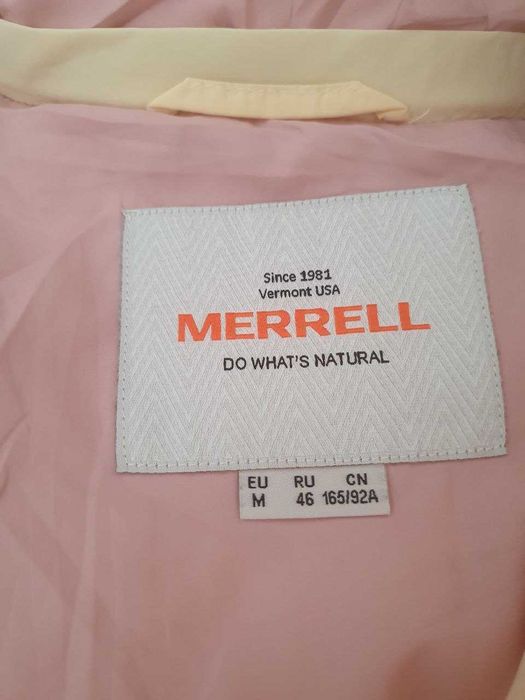 Since 1981
Vermont USA
MERRELL
DO WHAT'S NATURAL
EU RU CN
M 46 165/92A